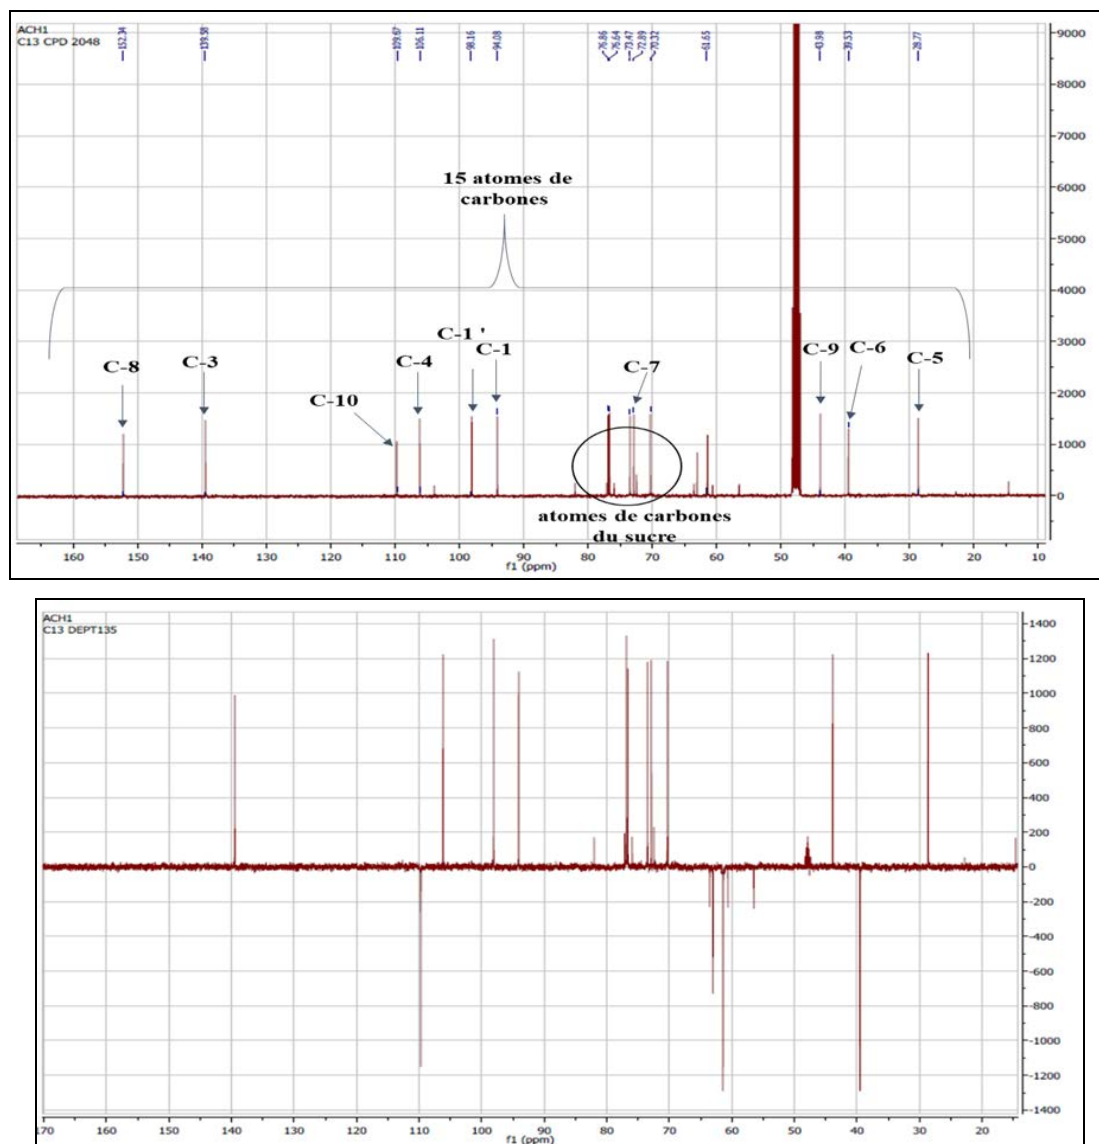 ACH1
C13 CPD 2048
152.34 139.58 109.67 106.11 98.16 94.08 76.86 76.64 73.47 72.89 70.32 61.65 43.98 39.53 28.77
9000
8000
7000
6000
5000
4000
3000
2000
1000
0
15 atomes de
carbones
C-8
C-3
C-10
C-4
C-1 '
C-1
C-7
C-9
C-6
C-5
atomes de carbones
du sucre
160 150 140 130 120 110 100 90 80 70 60 50 40 30 20 10
f1 (ppm)
ACH1
C13 DEPT135
1400
1200
1000
800
600
400
200
0
-200
-400
-600
-800
-1000
-1200
-1400
170 160 150 140 130 120 110 100 90 80 70 60 50 40 30 20
f1 (ppm)